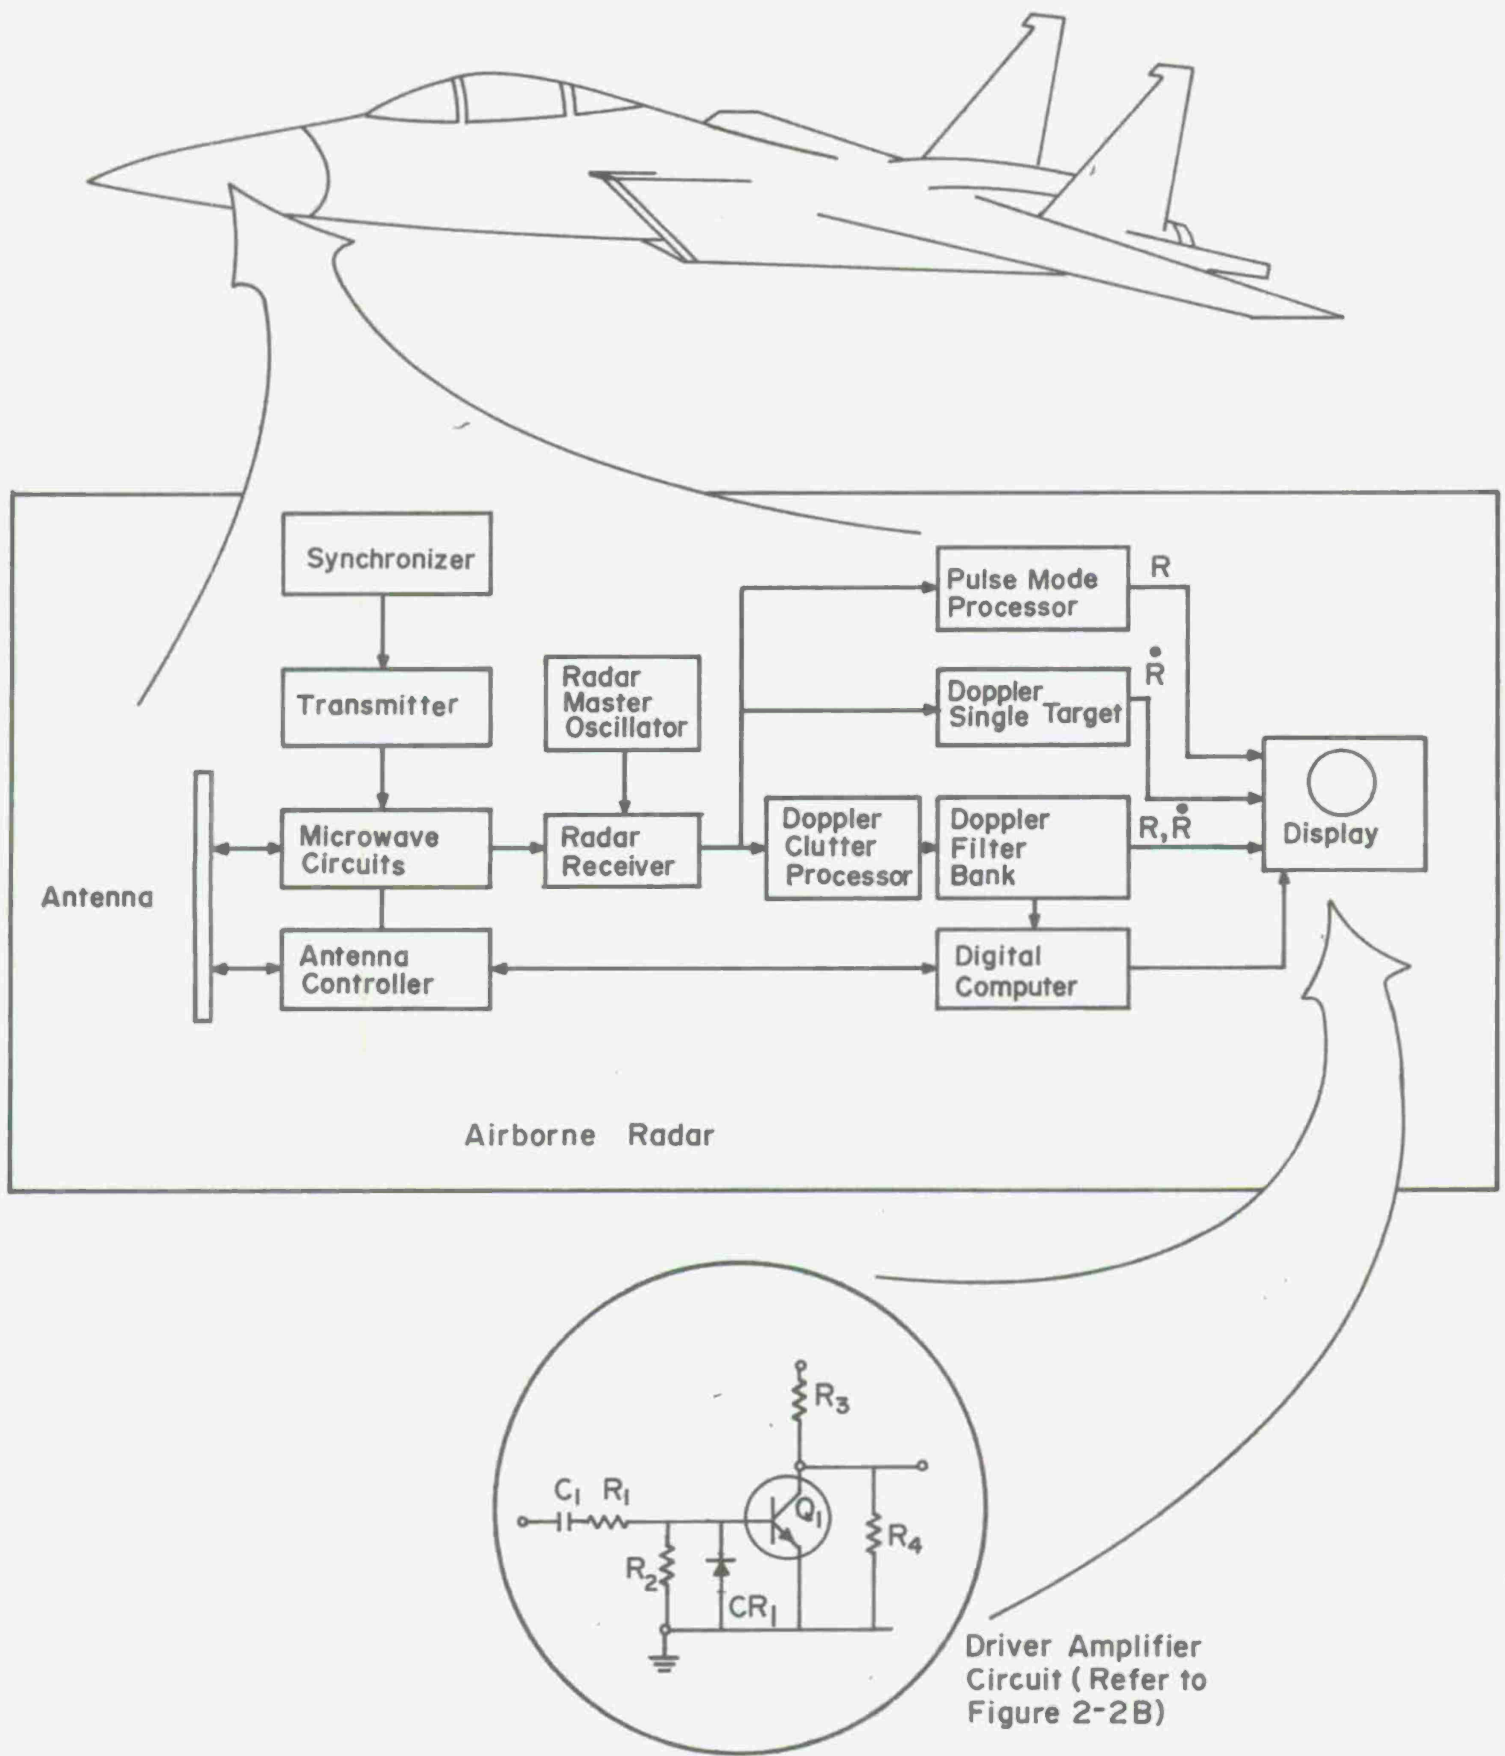 Synchronizer
Pulse Mode
Processor
R
Transmitter
Radar
Master
Oscillator
Doppler
Single Target
Ṙ
Antenna
Microwave
Circuits
Radar
Receiver
Doppler
Clutter
Processor
Doppler
Filter
Bank
R, Ṙ
Display
Antenna
Controller
Digital
Computer
Airborne Radar
R3
C1 R1
Q1
R4
R2
CR1
Driver Amplifier
Circuit (Refer to
Figure 2-2B)